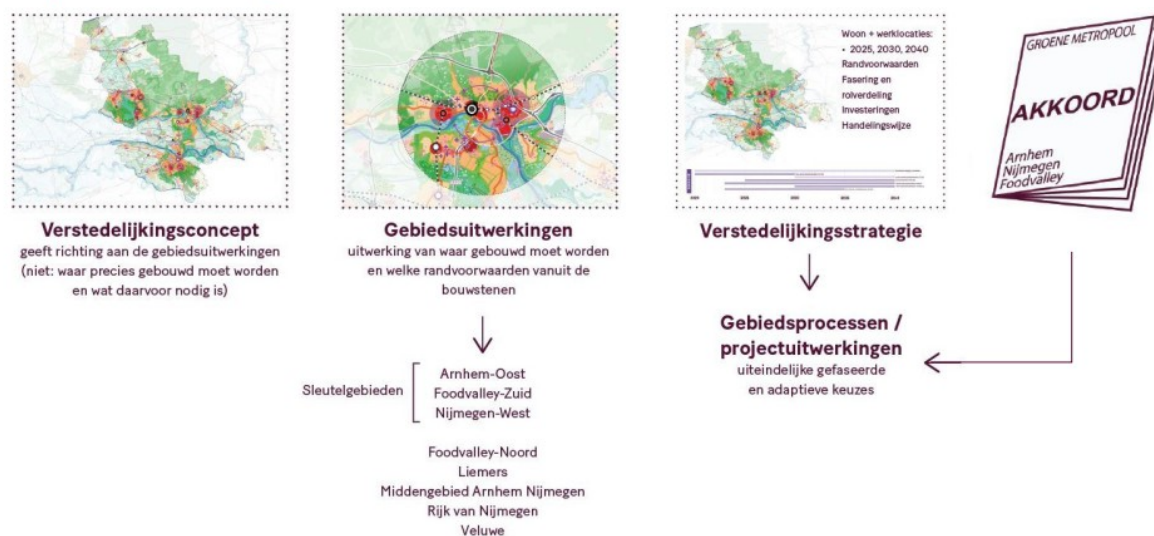 Verstedelijkingsconcept
geeft richting aan de gebiedsuitwerkingen
(niet: waar precies gebouwd moet worden
en wat daarvoor nodig is)
Gebiedsuitwerkingen
uitwerking van waar gebouwd moet worden
en welke randvoorwaarden vanuit de
bouwstenen
Sleutelgebieden
Arnhem-Oost
Foodvalley-Zuid
Nijmegen-West
Foodvalley-Noord
Liemers
Middengebied Arnhem Nijmegen
Rijk van Nijmegen
Veluwe
Woon + werklocaties:
• 2025, 2030, 2040
Randvoorwaarden
Fasering en
rolverdeling
Investeringen
Handelingswijze
Verstedelijkingsstrategie
Gebiedsprocessen /
projectuitwerkingen
uiteindelijke gefaseerde
en adaptieve keuzes
GROENE METROPOOL
AKKOORD
Arnhem
Nijmegen
Foodvalley